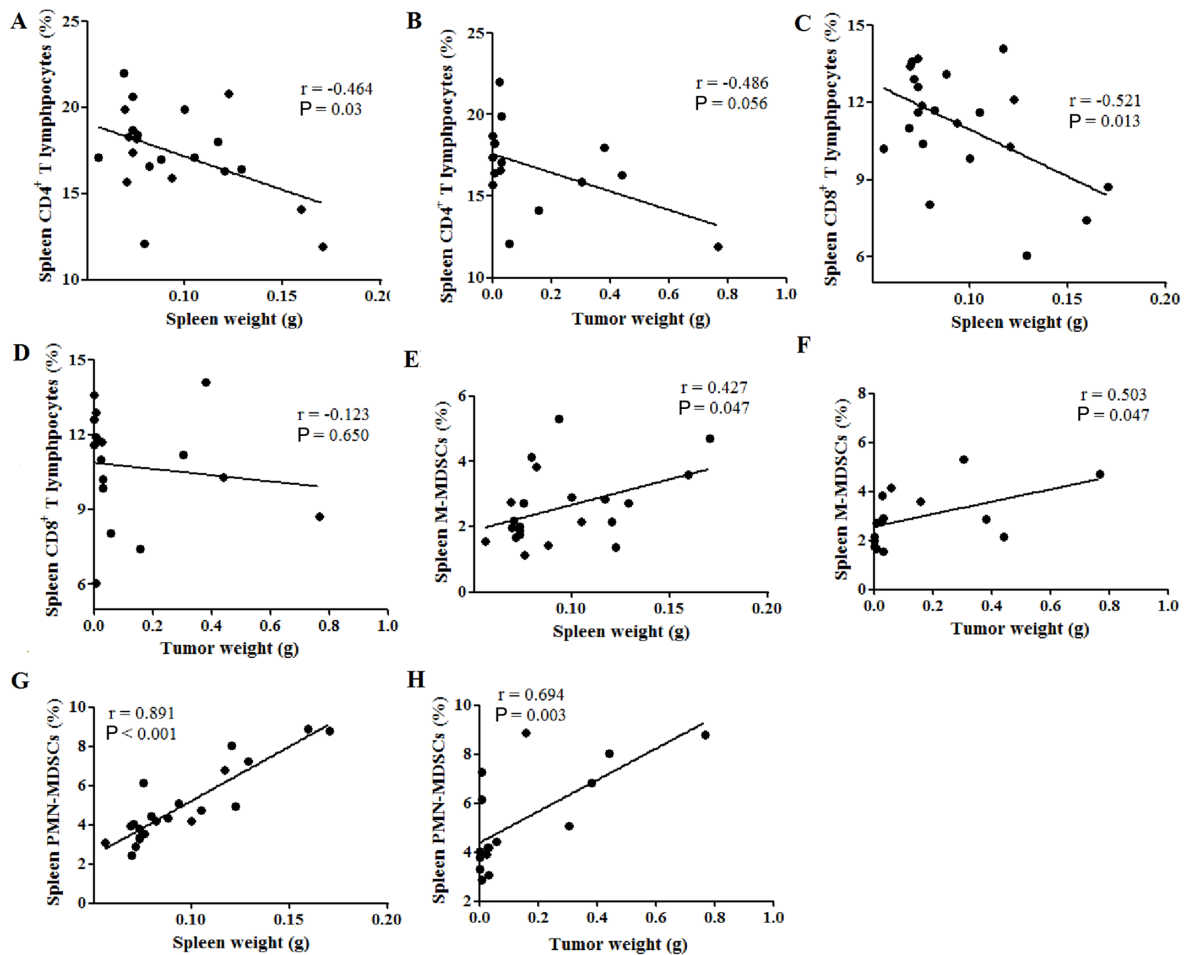 A
Spleen CD4+ T lymphpocytes (%)
25
20
15
10
0.10
0.15
0.20
Spleen weight (g)
r = -0.464
P = 0.03
B
Spleen CD4+ T lymphpocytes (%)
25
20
15
10
0.0
0.2
0.4
0.6
0.8
1.0
Tumor weight (g)
r = -0.486
P = 0.056
C
Spleen CD8+ T lymphpocytes (%)
15
12
9
6
0.10
0.15
0.20
Spleen weight (g)
r = -0.521
P = 0.013
D
Spleen CD8+ T lymphpocytes (%)
15
12
9
6
0.0
0.2
0.4
0.6
0.8
1.0
Tumor weight (g)
r = -0.123
P = 0.650
E
Spleen M-MDSCs (%)
6
4
2
0
0.10
0.15
0.20
Spleen weight (g)
r = 0.427
P = 0.047
F
Spleen M-MDSCs (%)
8
6
4
2
0
0.0
0.2
0.4
0.6
0.8
1.0
Tumor weight (g)
r = 0.503
P = 0.047
G
Spleen PMN-MDSCs (%)
10
8
6
4
2
0
0.10
0.15
0.20
Spleen weight (g)
r = 0.891
P < 0.001
H
Spleen PMN-MDSCs (%)
10
8
6
4
2
0.0
0.2
0.4
0.6
0.8
1.0
Tumor weight (g)
r = 0.694
P = 0.003